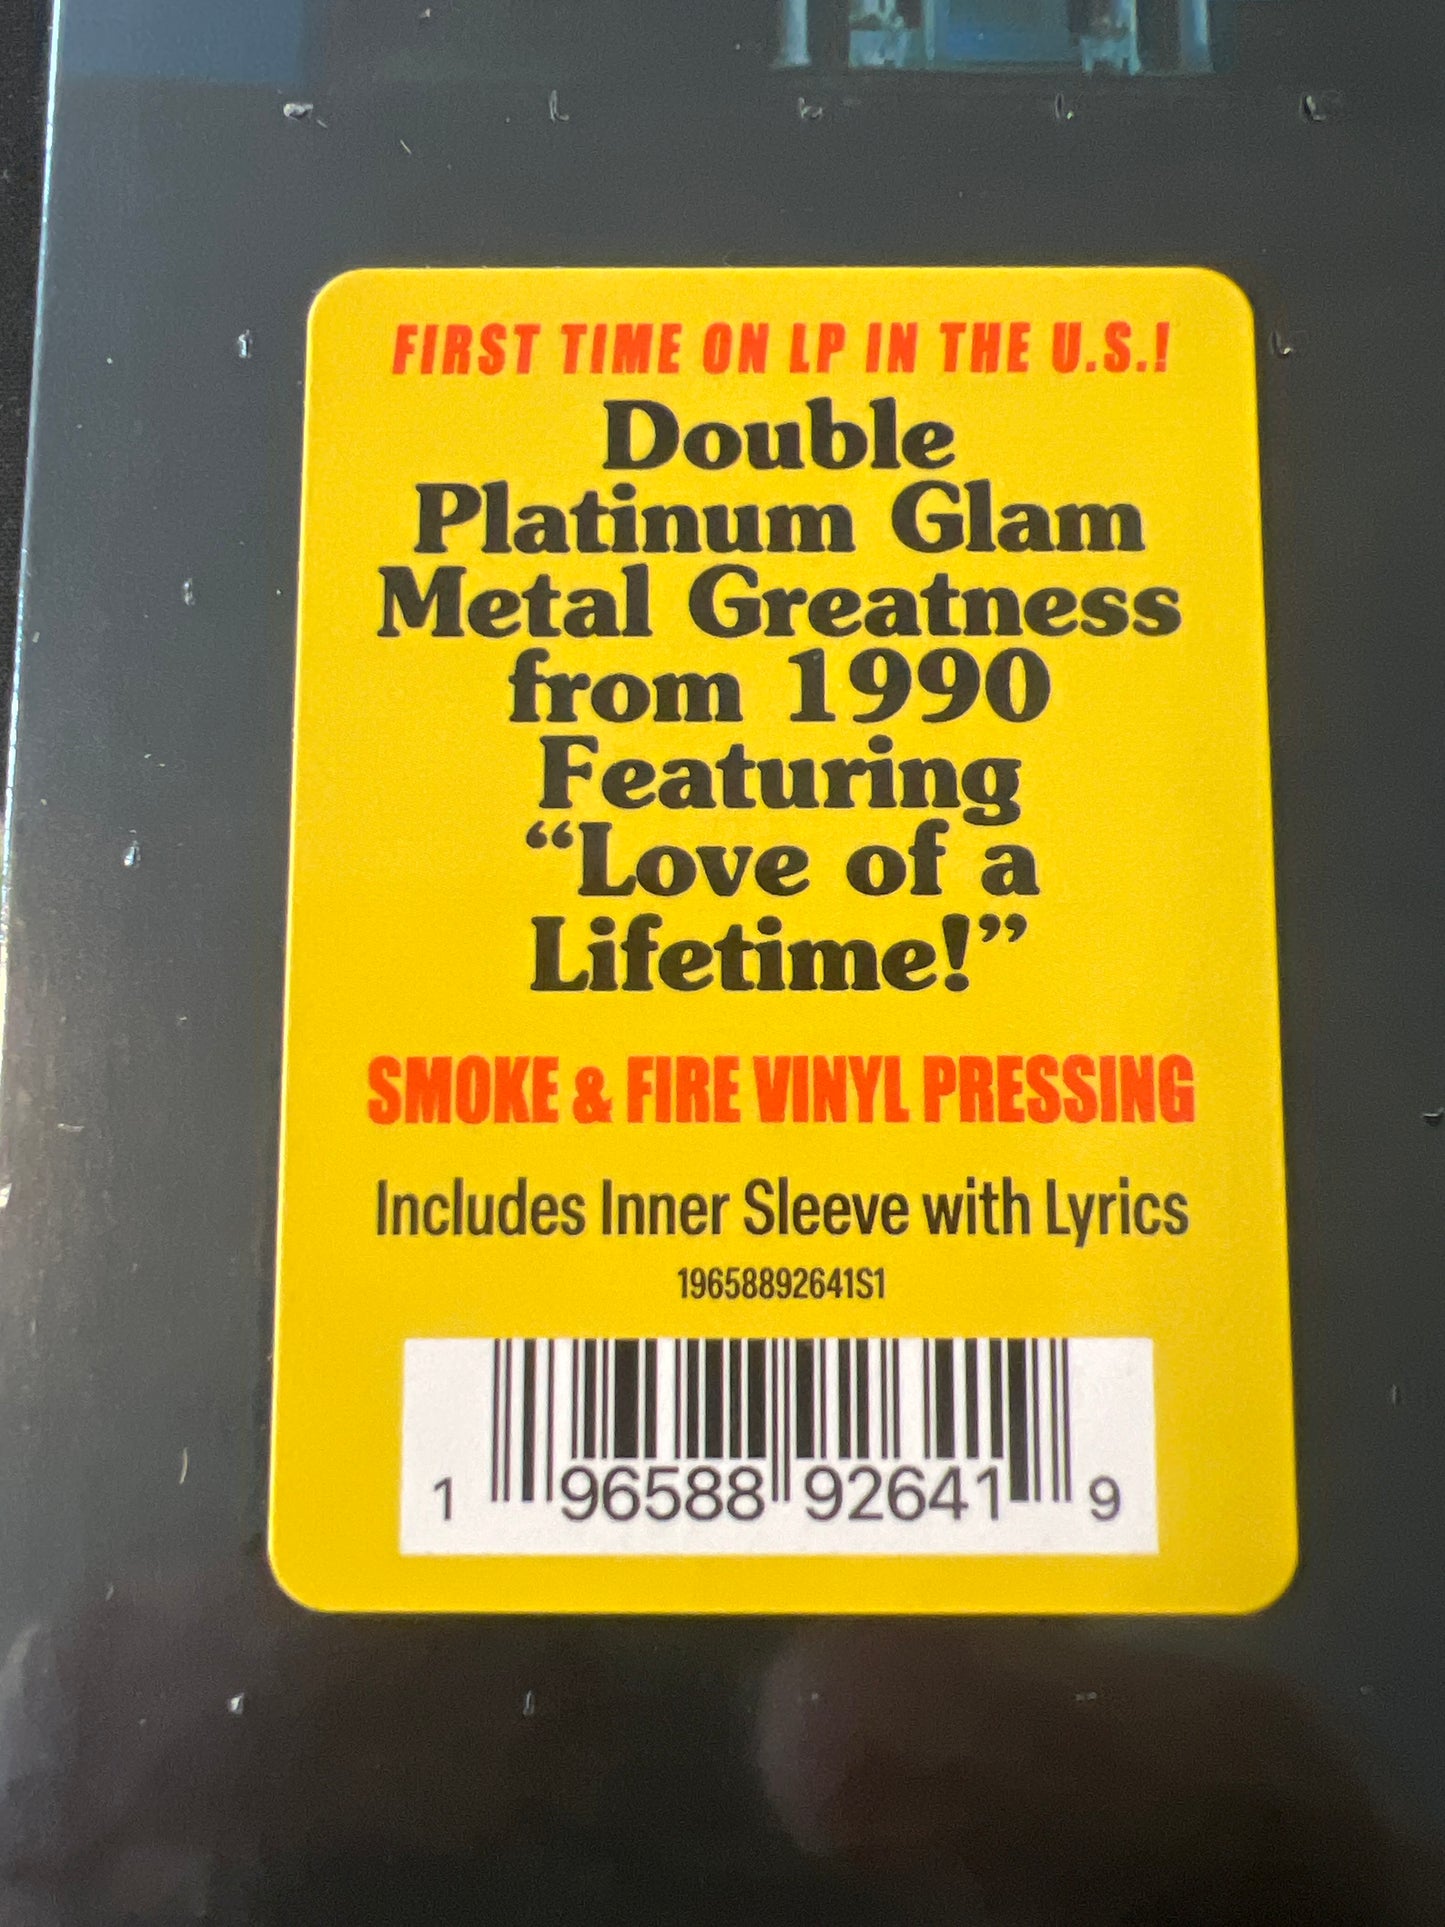 FIRST TIME ON LP IN THE U.S.!
Double
Platinum Glam
Metal Greatness
from 1990
Featuring
“Love of a
Lifetime!”
SMOKE & FIRE VINYL PRESSING
Includes Inner Sleeve with Lyrics
19658892641S1
1 96588 92641 9